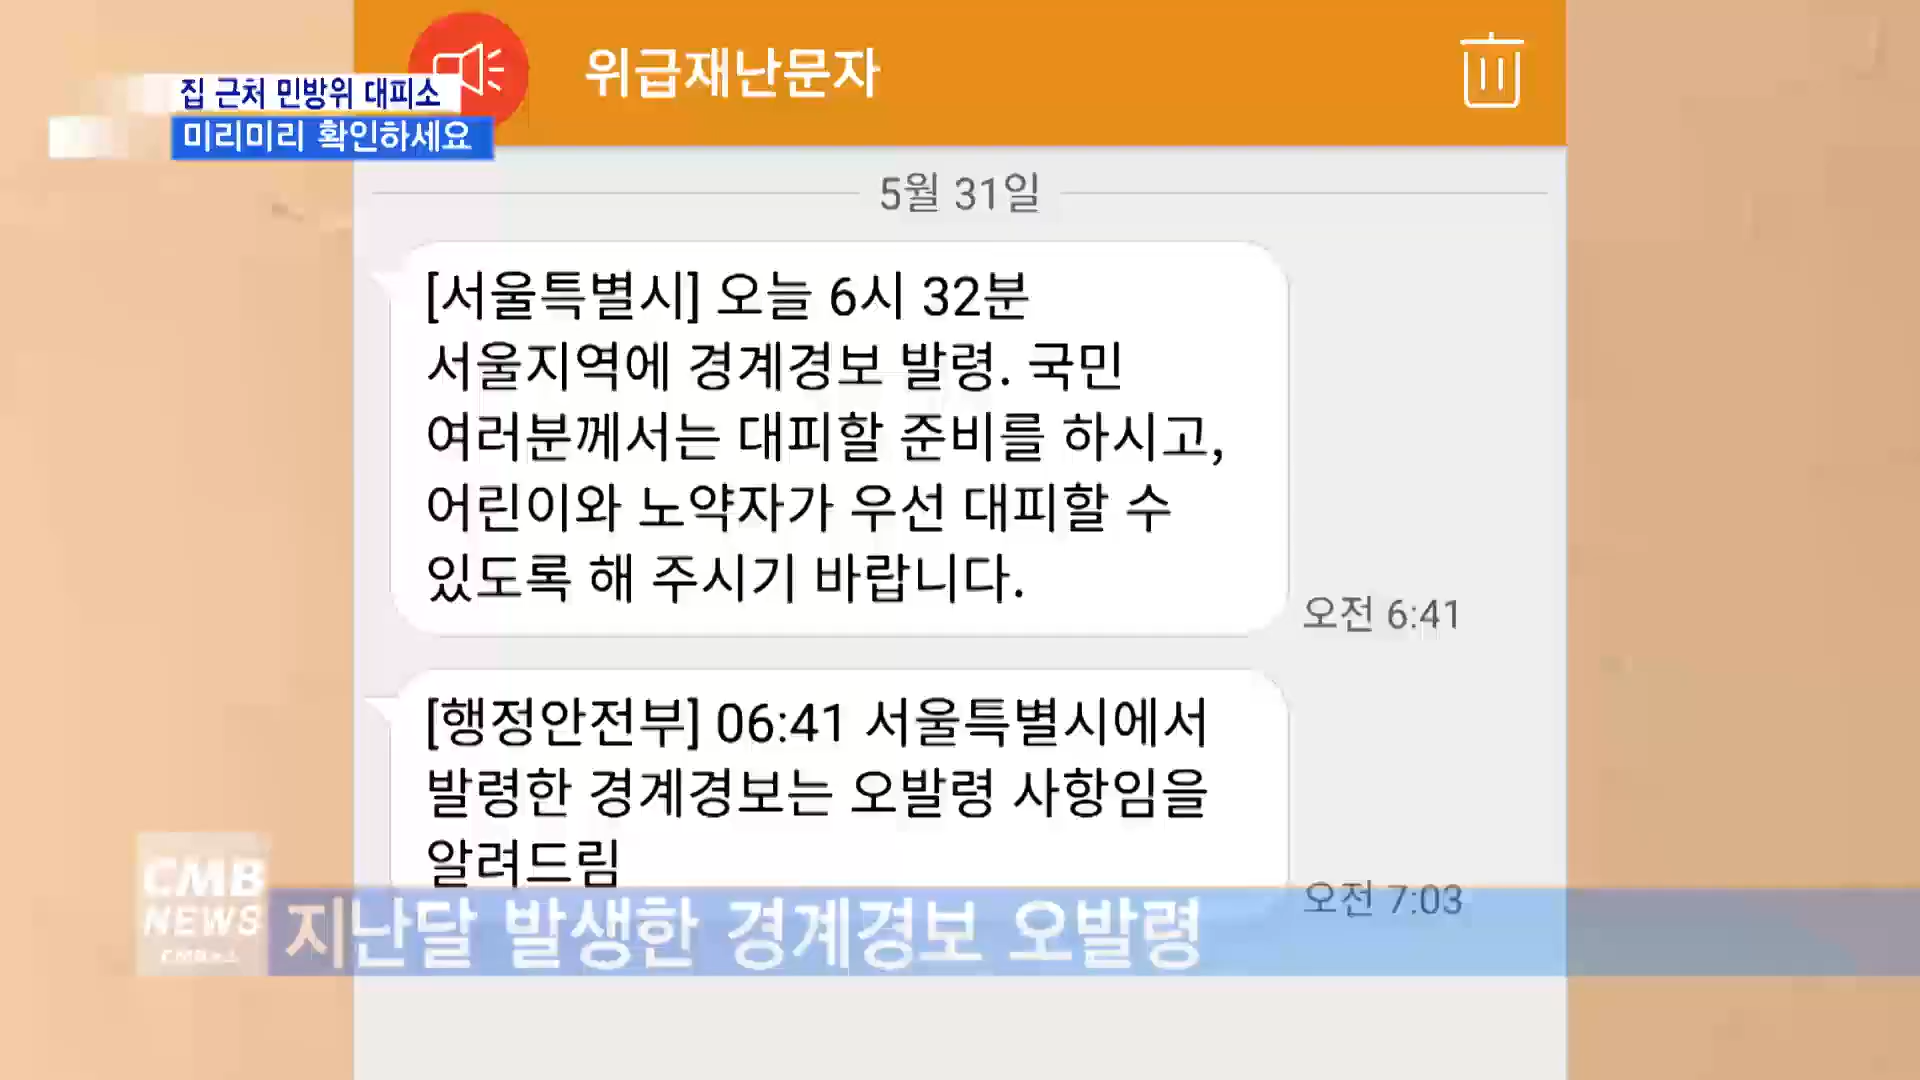 집 근처 민방위 대피소
미리미리 확인하세요
위급재난문자
5월 31일
[서울특별시] 오늘 6시 32분
서울지역에 경계경보 발령. 국민
여러분께서는 대피할 준비를 하시고,
어린이와 노약자가 우선 대피할 수
있도록 해 주시기 바랍니다.
오전 6:41
[행정안전부] 06:41 서울특별시에서
발령한 경계경보는 오발령 사항임을
알려드림
오전 7:03
CMB
NEWS
CMB뉴스
지난달 발생한 경계경보 오발령